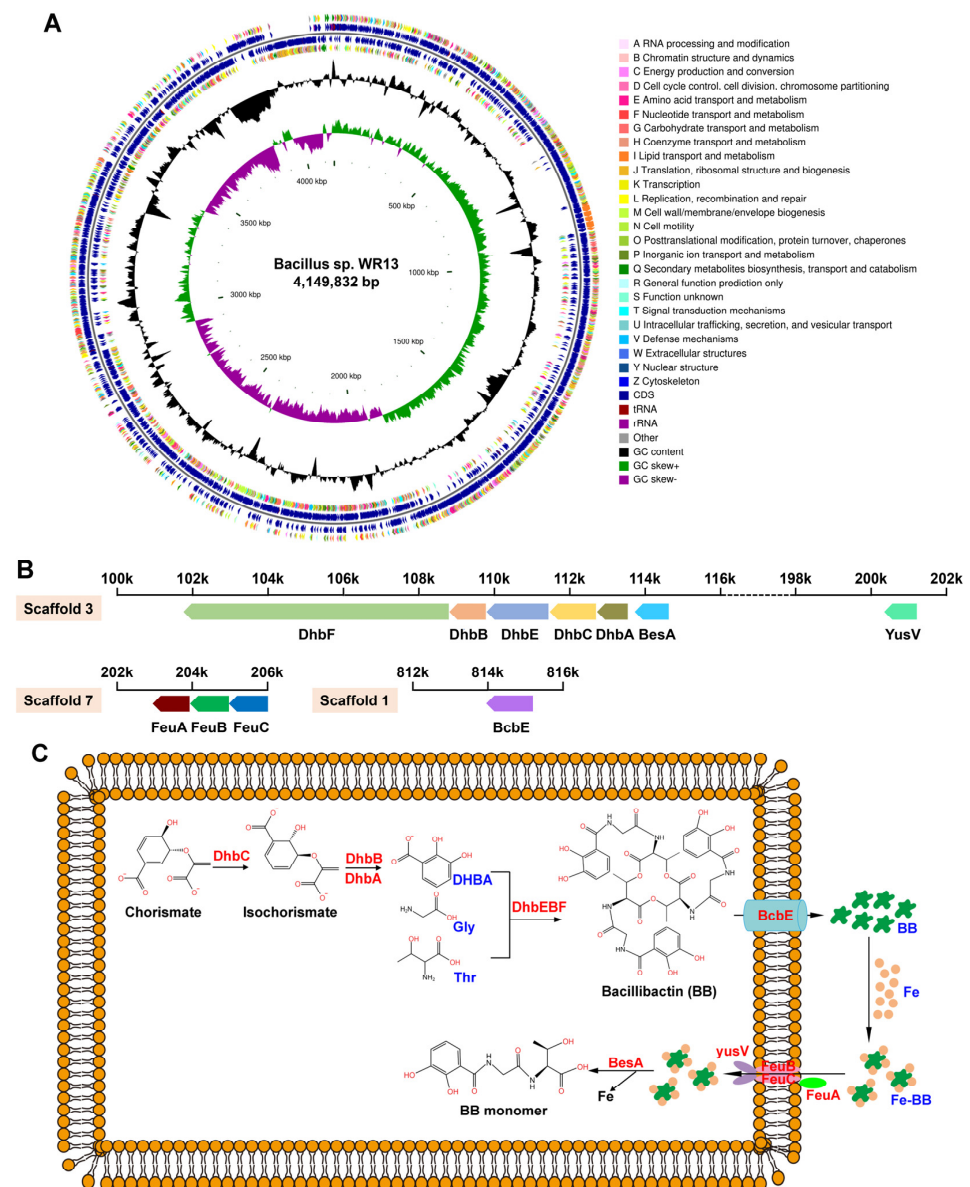 A
A RNA processing and modification
B Chromatin structure and dynamics
C Energy production and conversion
D Cell cycle control, cell division, chromosome partitioning
E Amino acid transport and metabolism
F Nucleotide transport and metabolism
G Carbohydrate transport and metabolism
H Coenzyme transport and metabolism
I Lipid transport and metabolism
J Translation, ribosomal structure and biogenesis
K Transcription
L Replication, recombination and repair
M Cell wall/membrane/envelope biogenesis
N Cell motility
O Posttranslational modification, protein turnover, chaperones
P Inorganic ion transport and metabolism
Q Secondary metabolites biosynthesis, transport and catabolism
R General function prediction only
S Function unknown
T Signal transduction mechanisms
U Intracellular trafficking, secretion, and vesicular transport
V Defense mechanisms
W Extracellular structures
Y Nuclear structure
Z Cytoskeleton
CDS
tRNA
rRNA
Other
GC content
GC skew+
GC skew-
4000 kbp
500 kbp
3500 kbp
Bacillus sp. WR13
4,149,832 bp
1000 kbp
3000 kbp
1500 kbp
2500 kbp
2000 kbp
B
100k 102k 104k 106k 108k 110k 112k 114k 116k 198k 200k 202k
Scaffold 3
DhbF DhbB DhbE DhbC DhbA BesA YusV
202k 204k 206k 812k 814k 816k
Scaffold 7 Scaffold 1
FeuA FeuB FeuC BcbE
C
DhbC
DhbB
DhbA
Chorismate
Isochorismate
DHBA
Gly
Thr
DhbEBF
Bacillibactin (BB)
BcbE
BB
Fe
yusV
FeuB
FeuC
FeuA
Fe-BB
BesA
Fe
BB monomer